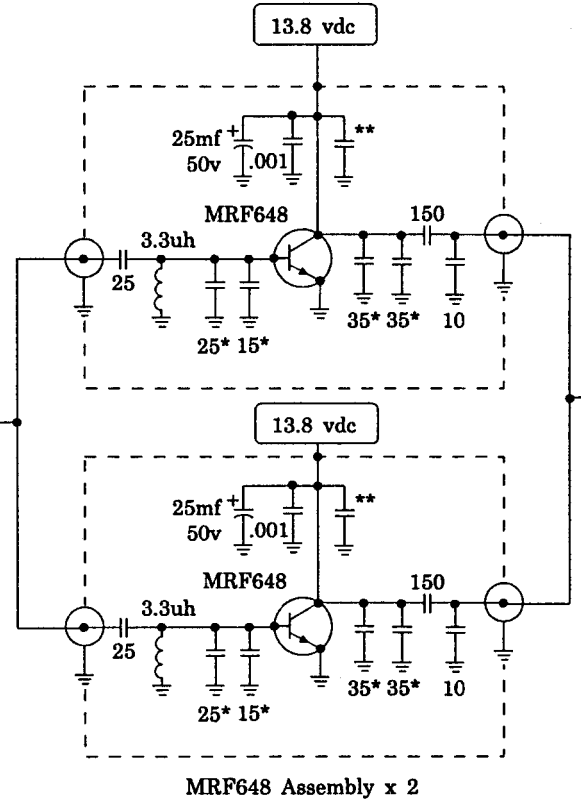 13.8 vdc
25mf + **
50v .001
MRF648
150
3.3uh
25
35* 35* 10
25* 15*
13.8 vdc
25mf + **
50v .001
MRF648
150
3.3uh
25
35* 35* 10
25* 15*
MRF648 Assembly x 2